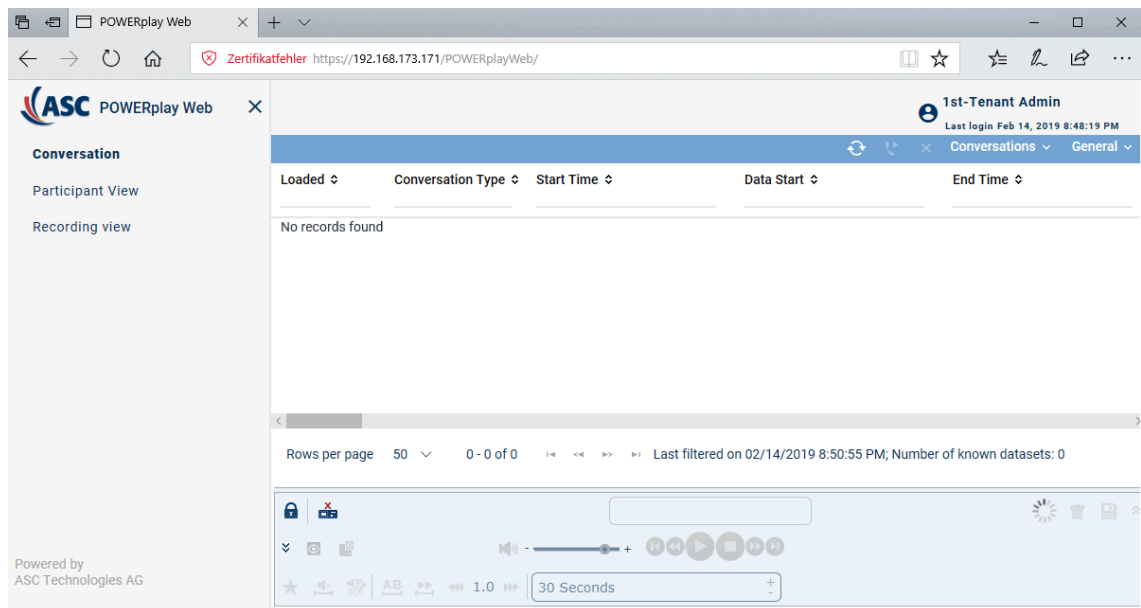 POWERplay Web
Zertifikatfehler https://192.168.173.171/POWERplayWeb/
ASC POWERplay Web
1st-Tenant Admin
Last login Feb 14, 2019 8:48:19 PM
Conversations General
Conversation
Participant View
Recording view
Loaded Conversation Type Start Time Data Start End Time
No records found
Rows per page 50 0 - 0 of 0 Last filtered on 02/14/2019 8:50:55 PM; Number of known datasets: 0
- +
AB 1.0 30 Seconds + -
Powered by
ASC Technologies AG